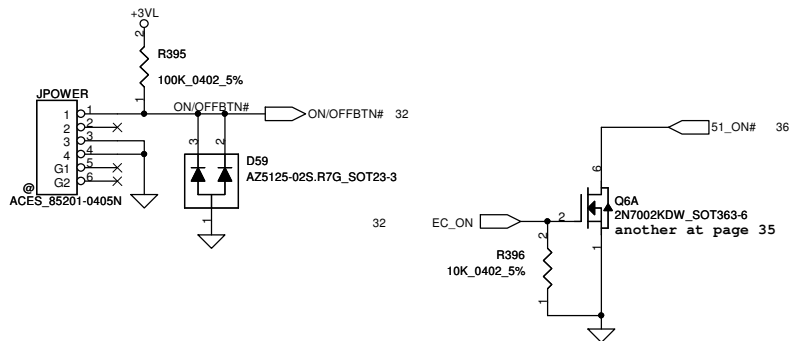 +3VL
2
R395
100K_0402_5%
1
JPOWER
1 1
2 2
3 3
4 4
G1 5
G2 6
@
ACES_85201-0405N
ON/OFFBTN#
ON/OFFBTN# 32
3 2
D59
AZ5125-02S.R7G_SOT23-3
1
32
EC_ON
51_ON# 36
6
Q6A
2N7002KDW_SOT363-6
another at page 35
2
1
2
R396
10K_0402_5%
1